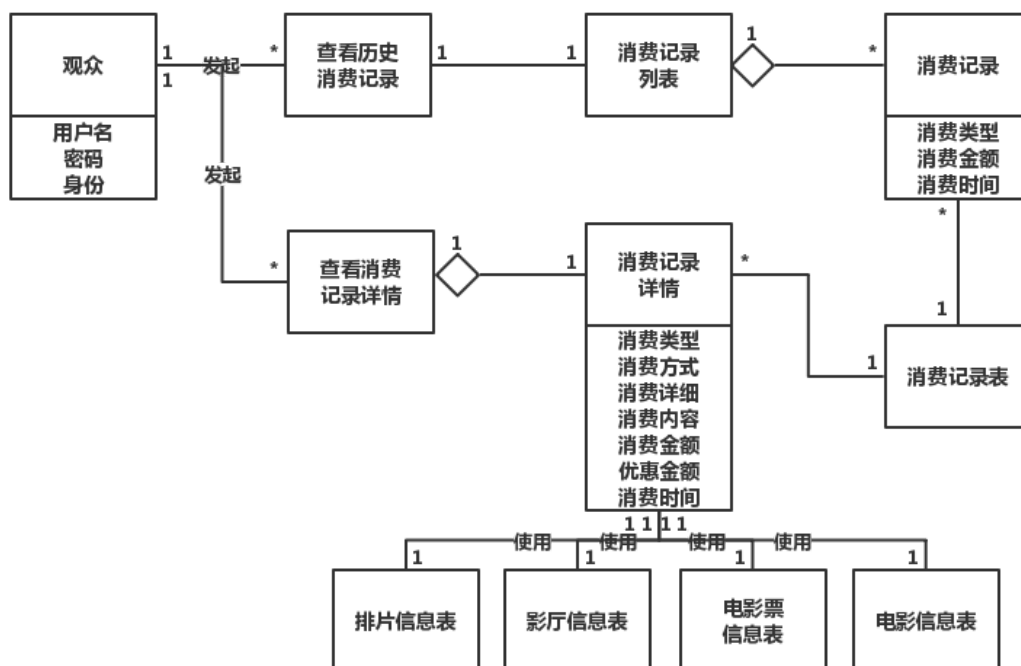 观众
用户名
密码
身份
1
1
发起
发起
*
*
查看历史
消费记录
1
1
消费记录
列表
1
*
消费记录
消费类型
消费金额
消费时间
*
1
查看消费
记录详情
1
1
消费记录
详情
消费类型
消费方式
消费详细
消费内容
消费金额
优惠金额
消费时间
*
1
消费记录表
1 1 1 1
使用
使用
使用
使用
1
1
1
1
排片信息表
影厅信息表
电影票
信息表
电影信息表